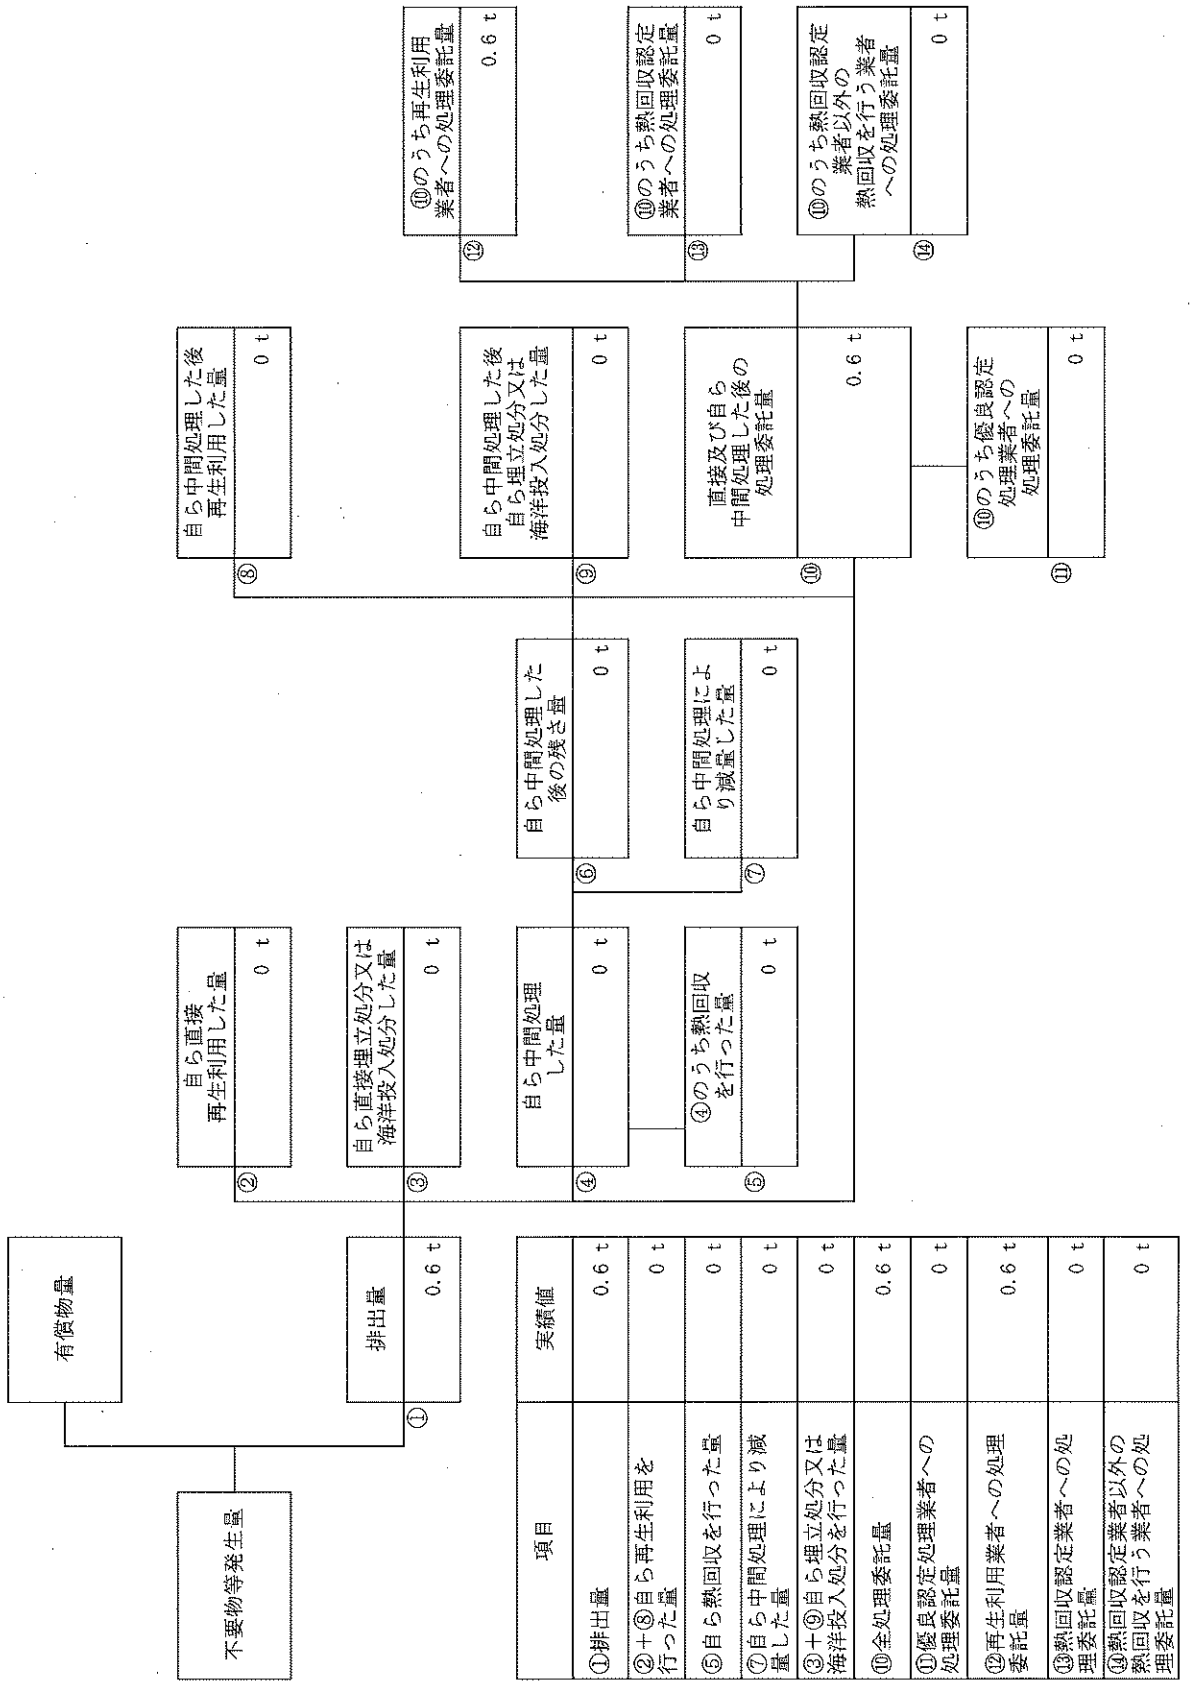 不要物等発生量
有償物量
排出量
① 0.6 t
自ら直接
再生利用した量
② 0 t
自ら直接埋立処分又は
海洋投入処分した量
③ 0 t
自ら中間処理
した量
④ 0 t
④のうち熱回収
を行った量
⑤ 0 t
自ら中間処理した
後の残さ量
⑥ 0 t
自ら中間処理によ
り減量した量
⑦ 0 t
自ら中間処理した後
再生利用した量
⑧ 0 t
自ら中間処理した後
自ら埋立処分又は
海洋投入処分した量
⑨ 0 t
直接及び自ら
中間処理した後の
処理委託量
⑩ 0.6 t
⑩のうち優良認定
処理業者への
処理委託量
⑪ 0 t
⑩のうち再生利用
業者への処理委託量
⑫ 0.6 t
⑩のうち熱回収認定
業者への処理委託量
⑬ 0 t
⑩のうち熱回収認定
業者以外の
熱回収を行う業者
への処理委託量
⑭ 0 t
項目 実績値
①排出量 0.6 t
②+⑧自ら再生利用を
行った量 0 t
⑤自ら熱回収を行った量 0 t
⑦自ら中間処理により減
量した量 0 t
③+⑨自ら埋立処分又は
海洋投入処分を行った量 0 t
⑩全処理委託量 0.6 t
⑪優良認定処理業者への
処理委託量 0 t
⑫再生利用業者への処理
委託量 0.6 t
⑬熱回収認定業者への処
理委託量 0 t
⑭熱回収認定業者以外の
熱回収を行う業者への処
理委託量 0 t